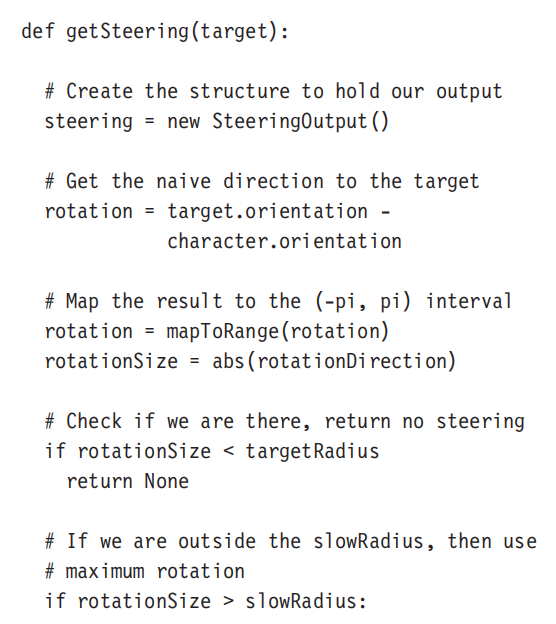 def getSteering(target):
# Create the structure to hold our output
steering = new SteeringOutput()
# Get the naive direction to the target
rotation = target.orientation -
character.orientation
# Map the result to the (-pi, pi) interval
rotation = mapToRange(rotation)
rotationSize = abs(rotationDirection)
# Check if we are there, return no steering
if rotationSize < targetRadius
return None
# If we are outside the slowRadius, then use
# maximum rotation
if rotationSize > slowRadius: